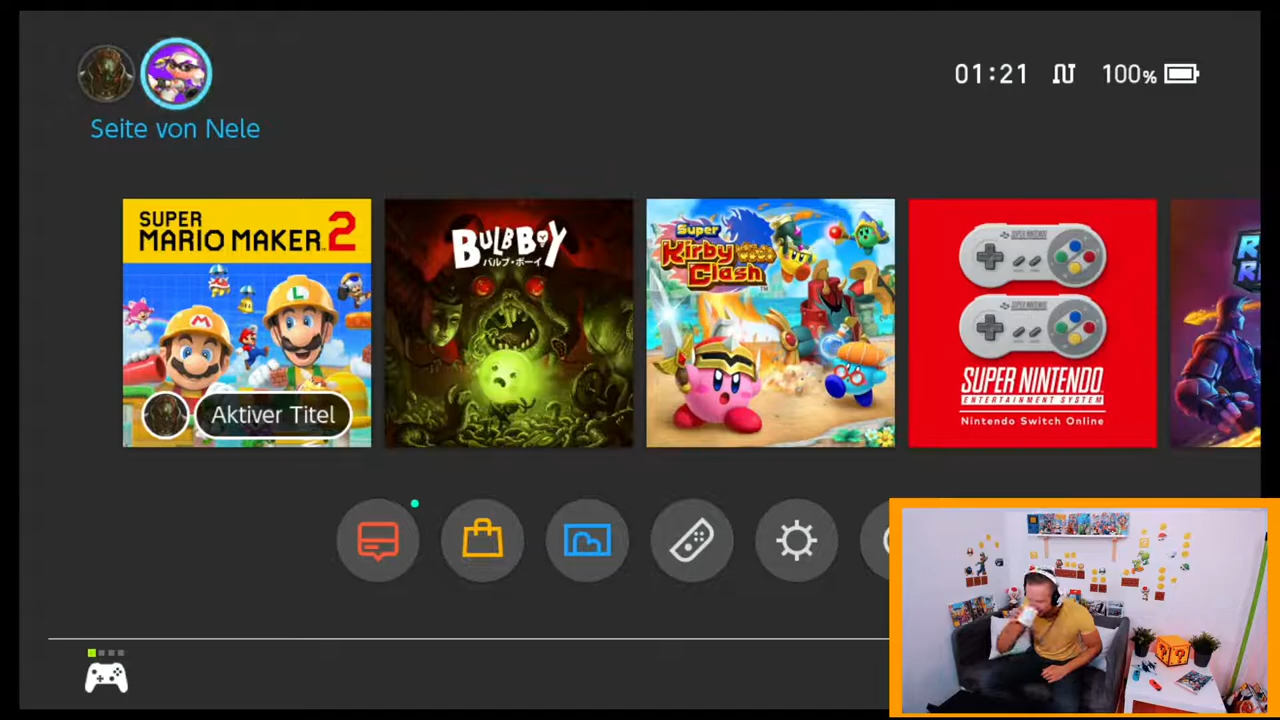 01:21 100%
Seite von Nele
SUPER
MARIO MAKER 2
Aktiver Titel
BULBBOY
バルブ・ボーイ
Super
Kirby
Clash
SUPER NINTENDO
ENTERTAINMENT SYSTEM
Nintendo Switch Online